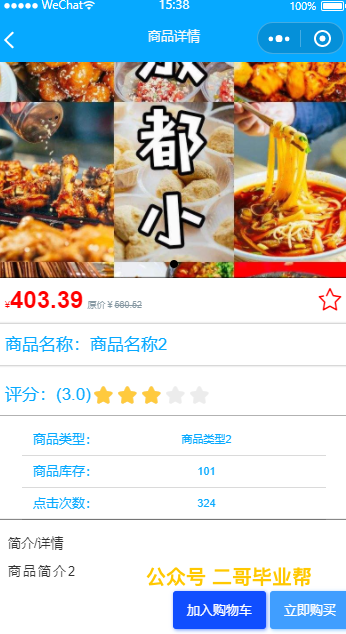 WeChat 15:38 100%
商品详情
都
小
¥403.39 原价¥560.52
商品名称：商品名称2
评分：(3.0)
商品类型： 商品类型2
商品库存： 101
点击次数： 324
简介/详情
商品简介2
公众号 二哥毕业帮
加入购物车 立即购买